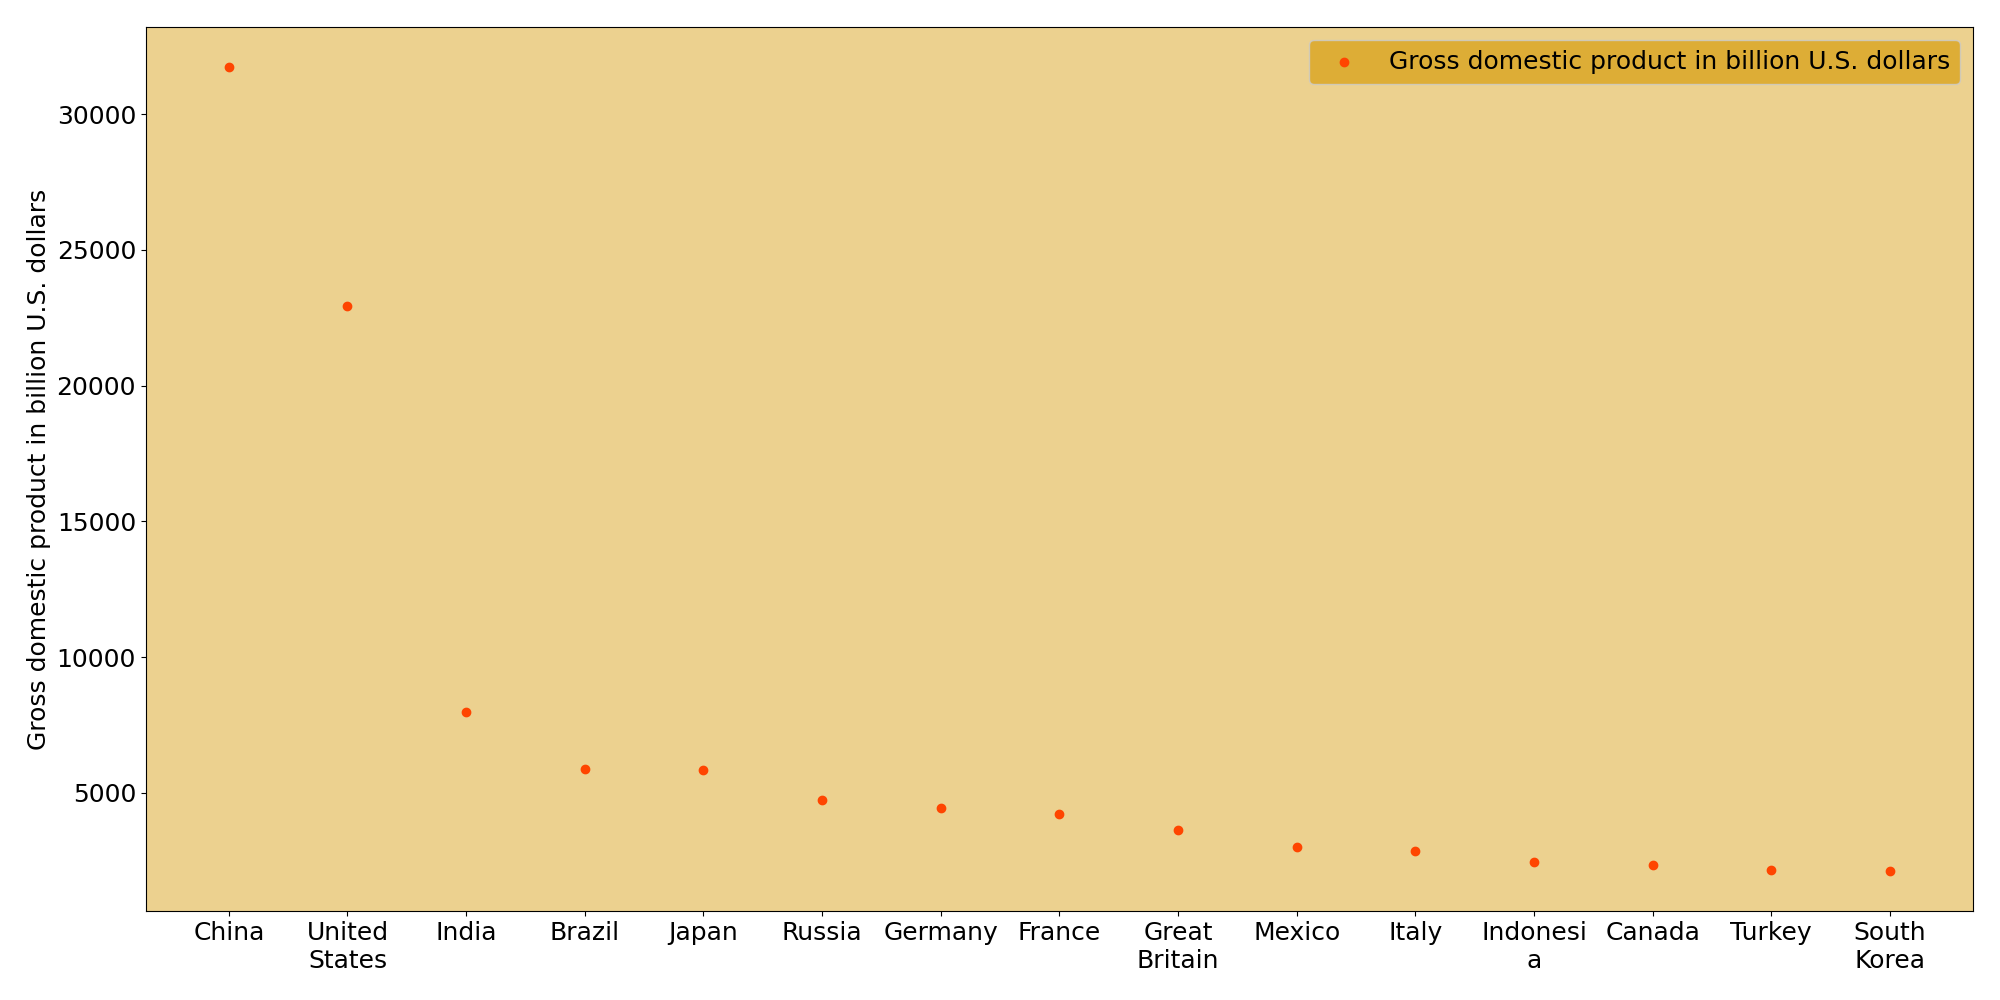 Gross domestic product in billion U.S. dollars
Gross domestic product in billion U.S. dollars
30000
25000
20000
15000
10000
5000
China
United
States
India
Brazil
Japan
Russia
Germany
France
Great
Britain
Mexico
Italy
Indonesi
a
Canada
Turkey
South
Korea